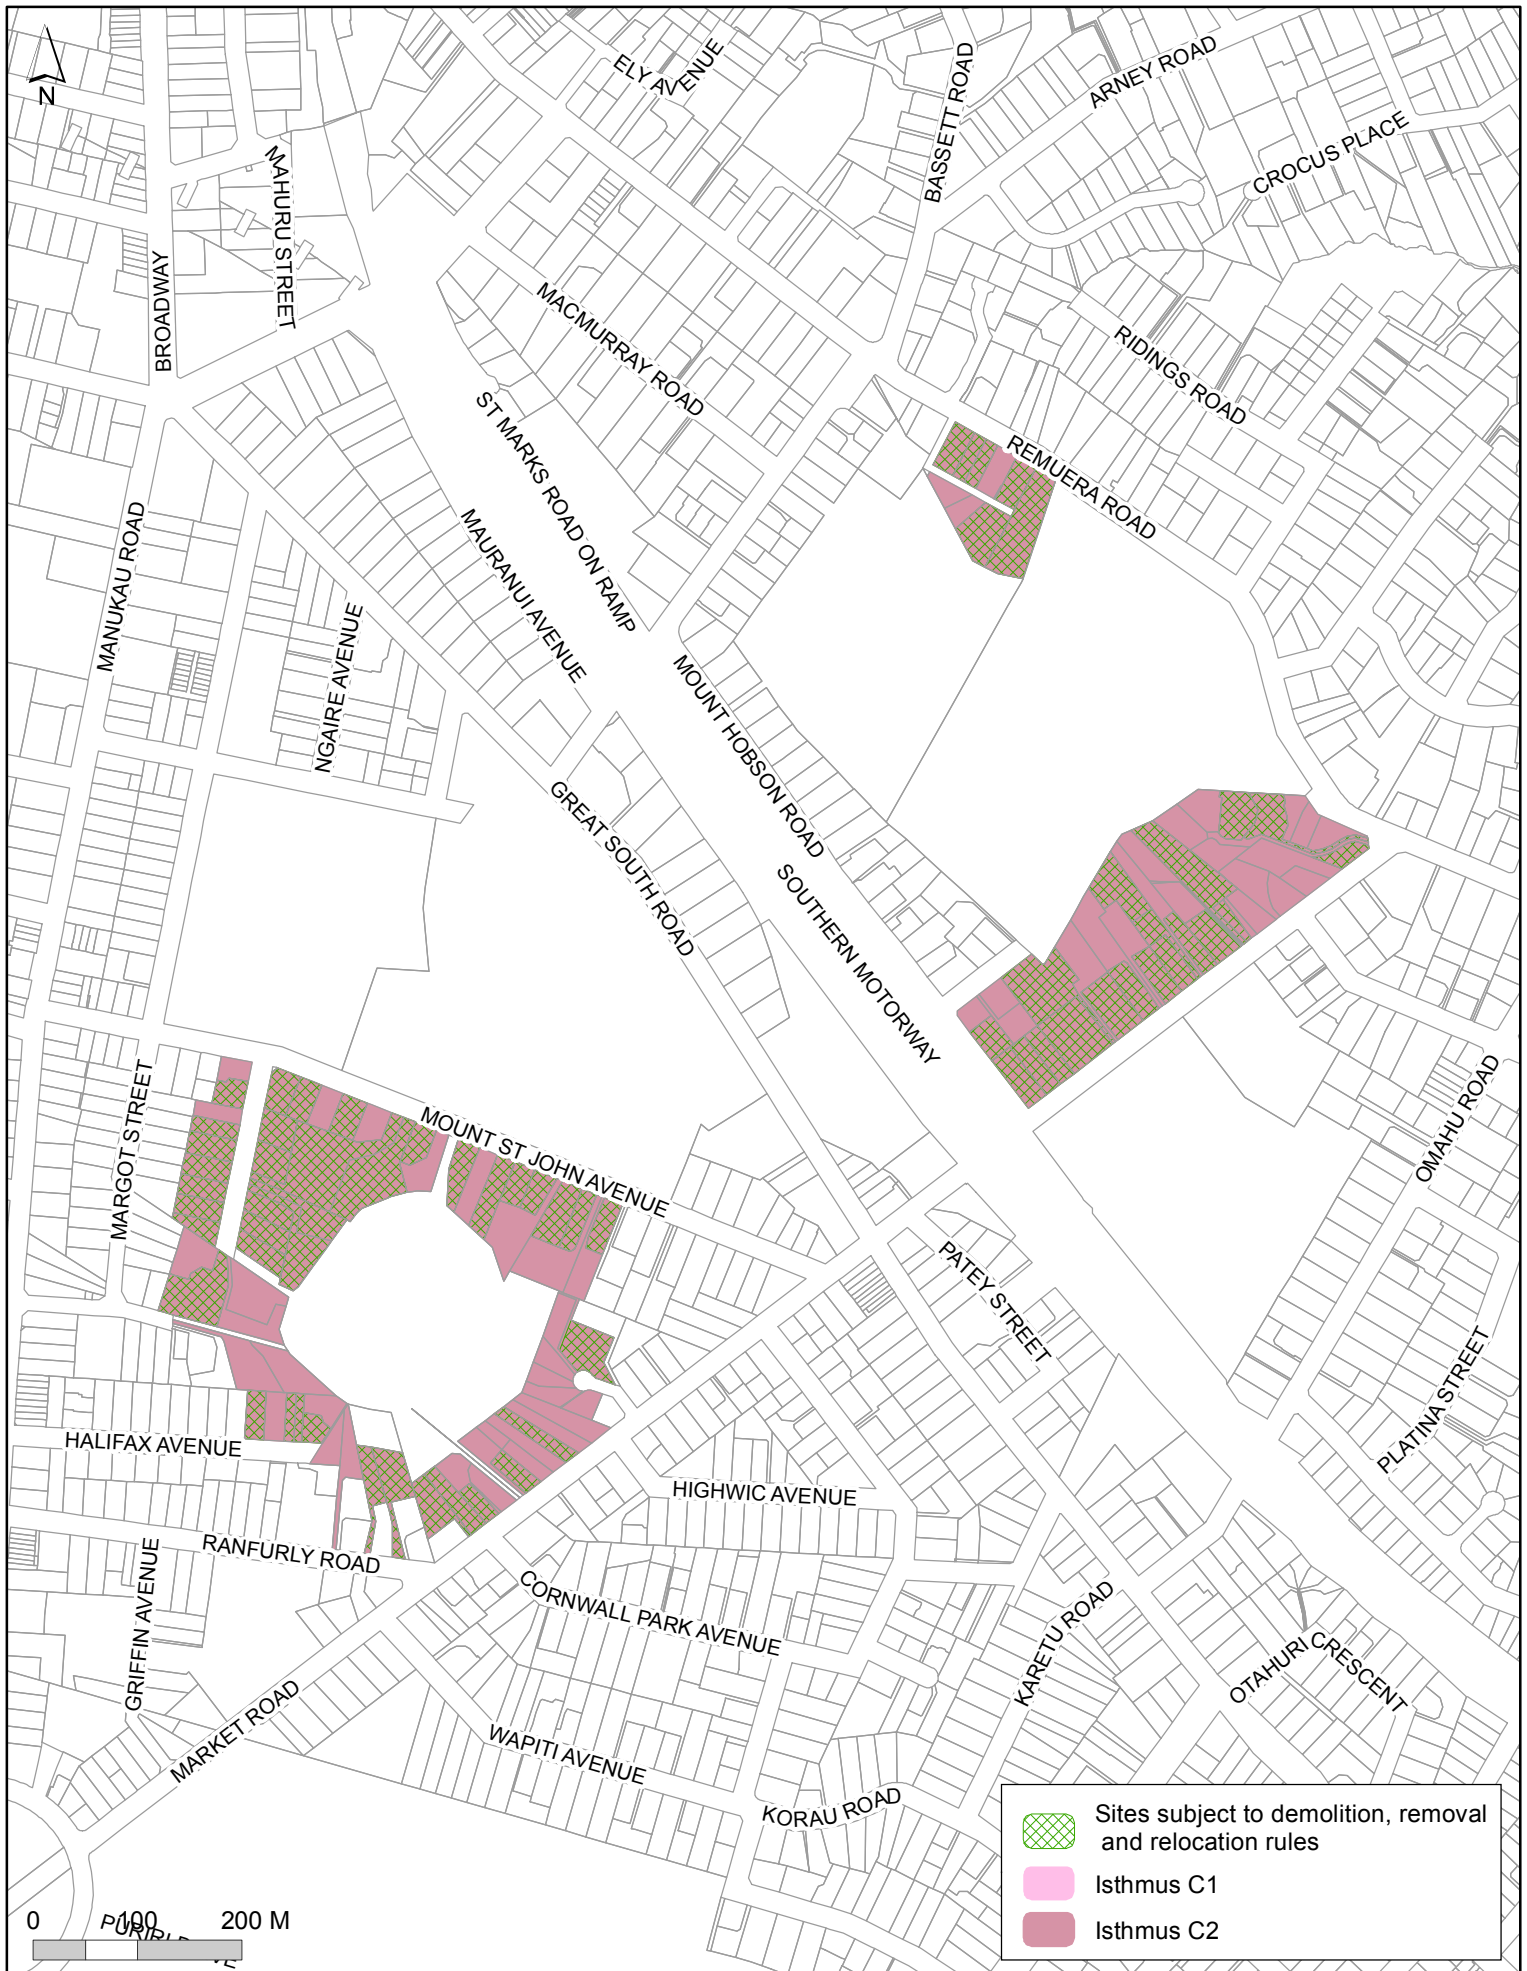 N
ELY AVENUE
BASSETT ROAD
ARNEY ROAD
CROCUS PLACE
MAHURU STREET
BROADWAY
MACMURRAY ROAD
RIDINGS ROAD
ST MARKS ROAD ON RAMP
REMUERA ROAD
MANUKAU ROAD
MAURANUI AVENUE
NGAIRE AVENUE
MOUNT HOBSON ROAD
GREAT SOUTH ROAD
SOUTHERN MOTORWAY
MARGOT STREET
MOUNT ST JOHN AVENUE
OMAHU ROAD
PATEY STREET
PLATINA STREET
HALIFAX AVENUE
HIGHWIC AVENUE
RANFURLY ROAD
GRIFFIN AVENUE
CORNWALL PARK AVENUE
KARETU ROAD
OTAHURI CRESCENT
MARKET ROAD
WAPITI AVENUE
KORAU ROAD
Sites subject to demolition, removal
and relocation rules
Isthmus C1
Isthmus C2
0 100 200 M